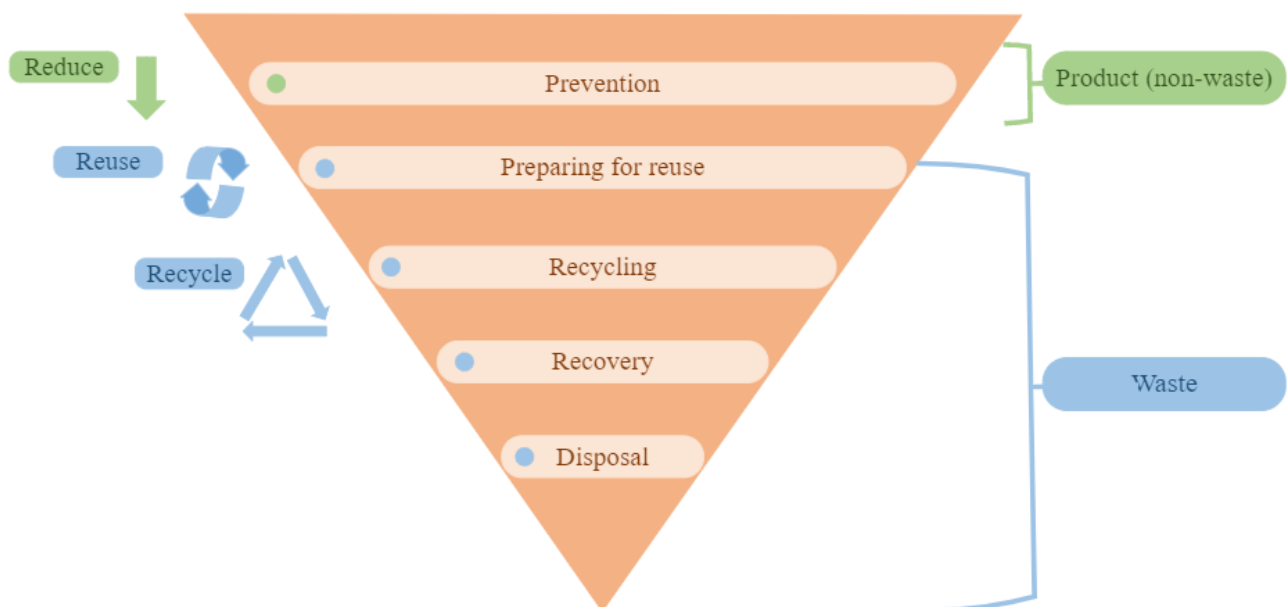 Reduce
Prevention
Product (non-waste)
Reuse
Preparing for reuse
Recycle
Recycling
Recovery
Waste
Disposal